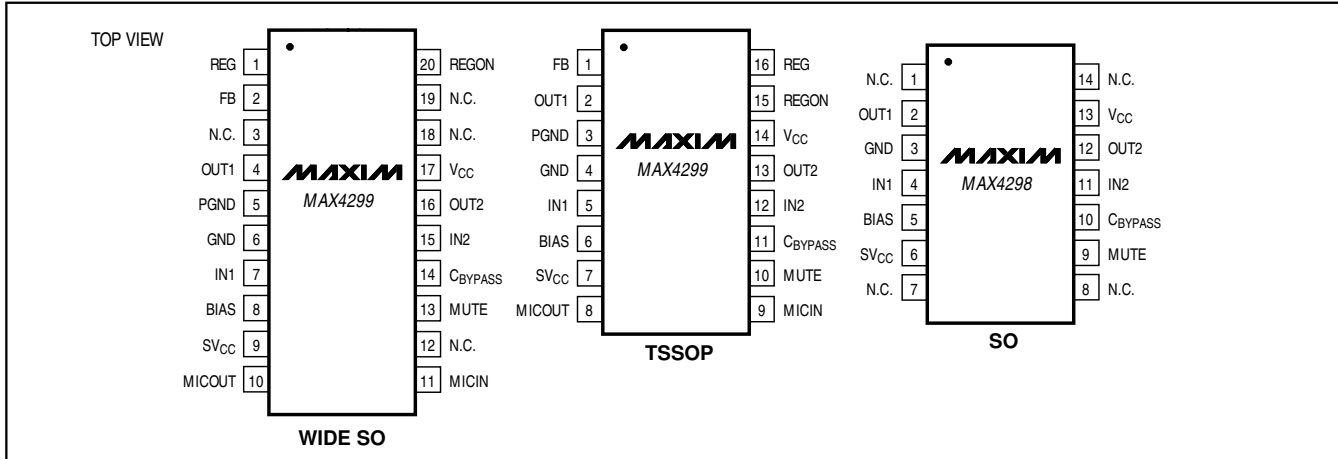 TOP VIEW
REG 1
FB 2
N.C. 3
OUT1 4
PGND 5
GND 6
IN1 7
BIAS 8
SVCC 9
MICOUT 10
MAXIM
MAX4299
20 REGON
19 N.C.
18 N.C.
17 VCC
16 OUT2
15 IN2
14 CBYPASS
13 MUTE
12 N.C.
11 MICIN
WIDE SO
FB 1
OUT1 2
PGND 3
GND 4
IN1 5
BIAS 6
SVCC 7
MICOUT 8
MAXIM
MAX4299
16 REG
15 REGON
14 VCC
13 OUT2
12 IN2
11 CBYPASS
10 MUTE
9 MICIN
TSSOP
N.C. 1
OUT1 2
GND 3
IN1 4
BIAS 5
SVCC 6
N.C. 7
MAXIM
MAX4298
14 N.C.
13 VCC
12 OUT2
11 IN2
10 CBYPASS
9 MUTE
8 N.C.
SO